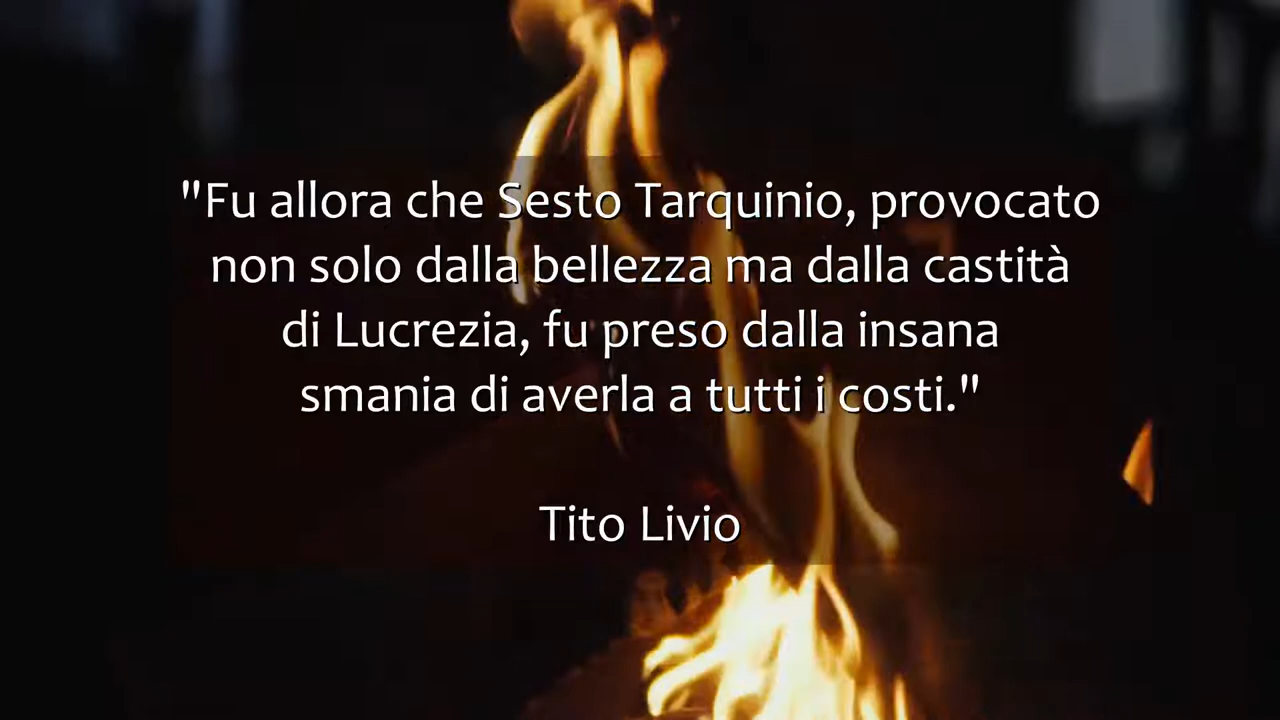 "Fu allora che Sesto Tarquinio, provocato
non solo dalla bellezza ma dalla castità
di Lucrezia, fu preso dalla insana
smania di averla a tutti i costi."
Tito Livio